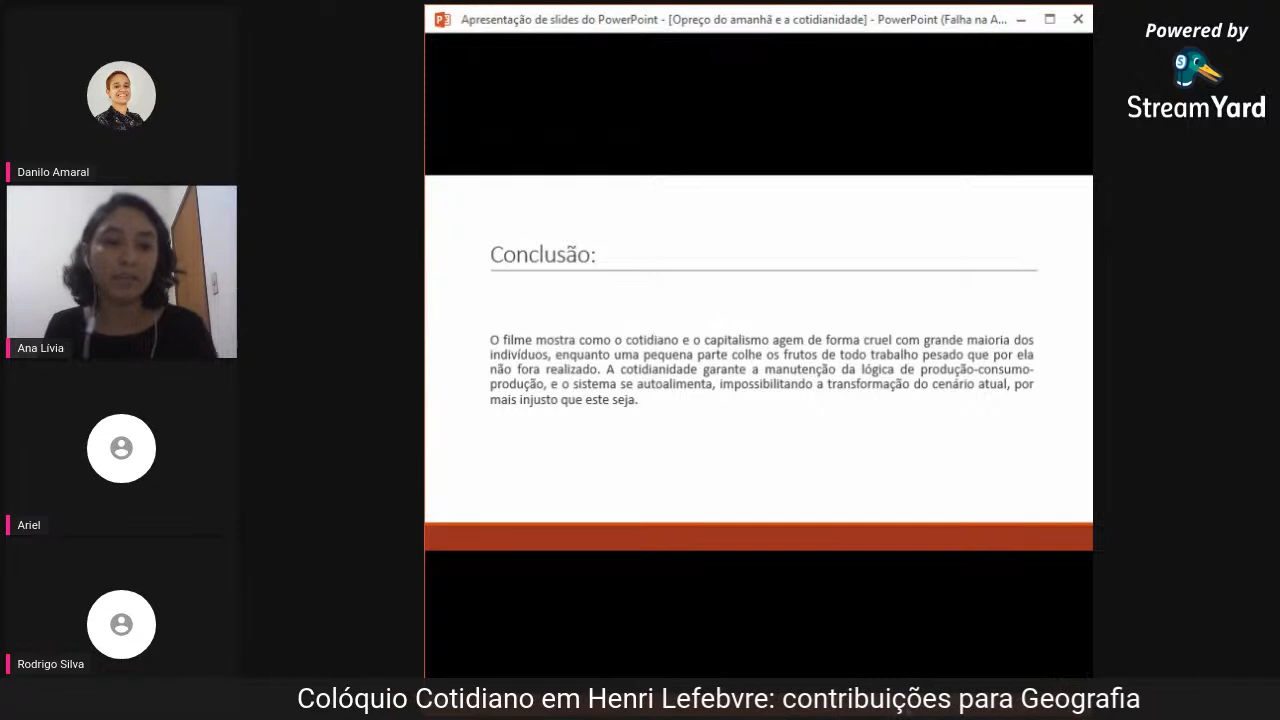 Apresentação de slides do PowerPoint - [Opreço do amanhã e a cotidianidade] - PowerPoint (Falha na A...
Powered by
StreamYard
Danilo Amaral
Conclusão:
O filme mostra como o cotidiano e o capitalismo agem de forma cruel com grande maioria dos
indivíduos, enquanto uma pequena parte colhe os frutos de todo trabalho pesado que por ela
não fora realizado. A cotidianidade garante a manutenção da lógica de produção-consumo-
produção, e o sistema se autoalimenta, impossibilitando a transformação do cenário atual, por
mais injusto que este seja.
Ana Lívia
Ariel
Rodrigo Silva
Colóquio Cotidiano em Henri Lefebvre: contribuições para Geografia